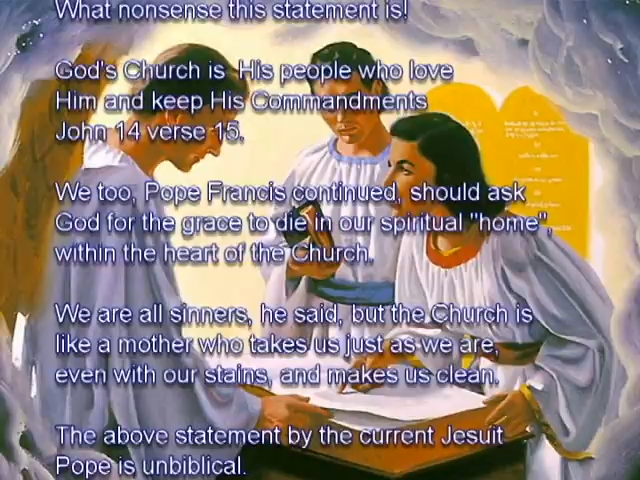 What nonsense this statement is!
God's Church is His people who love
Him and keep His Commandments
John 14 verse 15.
We too, Pope Francis continued, should ask
God for the grace to die in our spiritual "home",
within the heart of the Church.
We are all sinners, he said, but the Church is
like a mother who takes us just as we are,
even with our stains, and makes us clean.
The above statement by the current Jesuit
Pope is unbiblical.